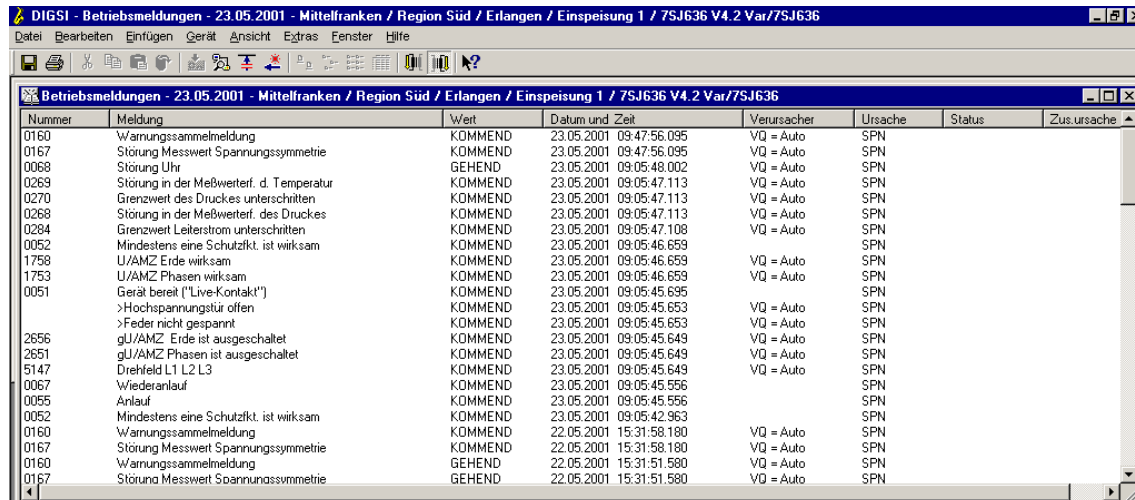 DIGSI - Betriebsmeldungen - 23.05.2001 - Mittelfranken / Region Süd / Erlangen / Einspeisung 1 / 7SJ636 V4.2 Var/7SJ636
Datei Bearbeiten Einfügen Gerät Ansicht Extras Fenster Hilfe
Betriebsmeldungen - 23.05.2001 - Mittelfranken / Region Süd / Erlangen / Einspeisung 1 / 7SJ636 V4.2 Var/7SJ636
Nummer Meldung Wert Datum und Zeit Verursacher Ursache Status Zus.ursache
0160 Warnungssammelmeldung KOMMEND 23.05.2001 09:47:56.095 VQ = Auto SPN
0167 Störung Messwert Spannungssymmetrie KOMMEND 23.05.2001 09:47:56.095 VQ = Auto SPN
0068 Störung Uhr GEHEND 23.05.2001 09:05:48.002 VQ = Auto SPN
0269 Störung in der Meßwerterf. d. Temperatur KOMMEND 23.05.2001 09:05:47.113 VQ = Auto SPN
0270 Grenzwert des Druckes unterschritten KOMMEND 23.05.2001 09:05:47.113 VQ = Auto SPN
0268 Störung in der Meßwerterf. des Druckes KOMMEND 23.05.2001 09:05:47.113 VQ = Auto SPN
0284 Grenzwert Leiterstrom unterschritten KOMMEND 23.05.2001 09:05:47.108 VQ = Auto SPN
0052 Mindestens eine Schutzfkt. ist wirksam KOMMEND 23.05.2001 09:05:46.659 SPN
1758 U/AMZ Erde wirksam KOMMEND 23.05.2001 09:05:46.659 VQ = Auto SPN
1753 U/AMZ Phasen wirksam KOMMEND 23.05.2001 09:05:46.659 VQ = Auto SPN
0051 Gerät bereit ("Live-Kontakt") KOMMEND 23.05.2001 09:05:45.695 SPN
>Hochspannungstür offen KOMMEND 23.05.2001 09:05:45.653 VQ = Auto SPN
>Feder nicht gespannt KOMMEND 23.05.2001 09:05:45.653 VQ = Auto SPN
2656 gU/AMZ Erde ist ausgeschaltet KOMMEND 23.05.2001 09:05:45.649 VQ = Auto SPN
2651 gU/AMZ Phasen ist ausgeschaltet KOMMEND 23.05.2001 09:05:45.649 VQ = Auto SPN
5147 Drehfeld L1 L2 L3 KOMMEND 23.05.2001 09:05:45.649 VQ = Auto SPN
0067 Wiederanlauf KOMMEND 23.05.2001 09:05:45.556 SPN
0055 Anlauf KOMMEND 23.05.2001 09:05:45.556 SPN
0052 Mindestens eine Schutzfkt. ist wirksam KOMMEND 23.05.2001 09:05:42.963 SPN
0160 Warnungssammelmeldung KOMMEND 22.05.2001 15:31:58.180 VQ = Auto SPN
0167 Störung Messwert Spannungssymmetrie KOMMEND 22.05.2001 15:31:58.180 VQ = Auto SPN
0160 Warnungssammelmeldung GEHEND 22.05.2001 15:31:51.580 VQ = Auto SPN
0167 Störung Messwert Spannungssymmetrie GEHEND 22.05.2001 15:31:51.580 VQ = Auto SPN